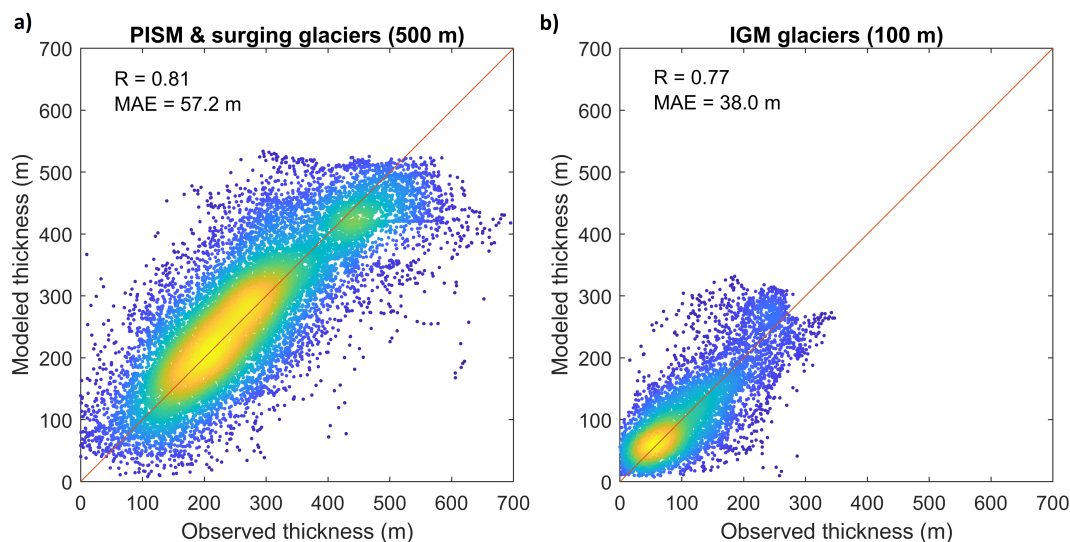 a)
PISM & surging glaciers (500 m)
R = 0.81
MAE = 57.2 m
Modeled thickness (m)
700
600
500
400
300
200
100
0
0 100 200 300 400 500 600 700
Observed thickness (m)
b)
IGM glaciers (100 m)
R = 0.77
MAE = 38.0 m
Modeled thickness (m)
700
600
500
400
300
200
100
0
0 100 200 300 400 500 600 700
Observed thickness (m)